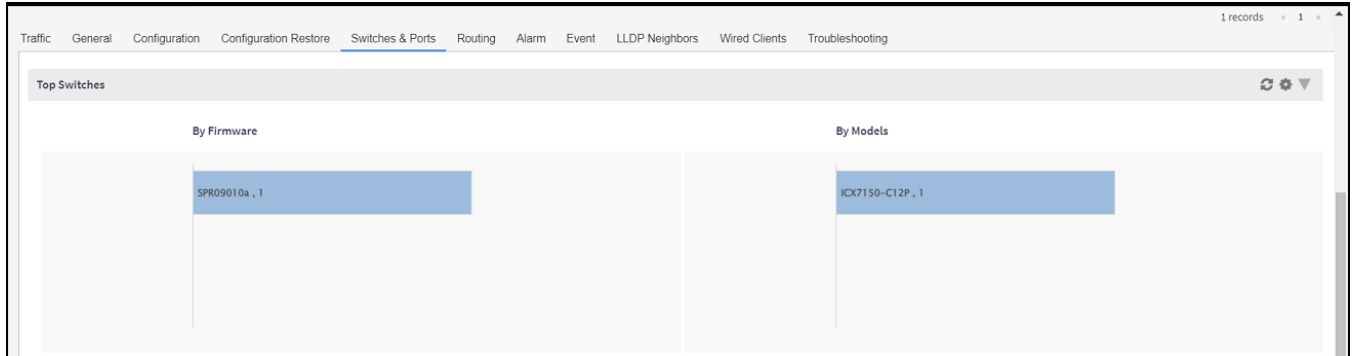 1 records « 1 »
Traffic General Configuration Configuration Restore Switches & Ports Routing Alarm Event LLDP Neighbors Wired Clients Troubleshooting
Top Switches
By Firmware By Models
SPR09010a , 1 ICX7150-C12P , 1